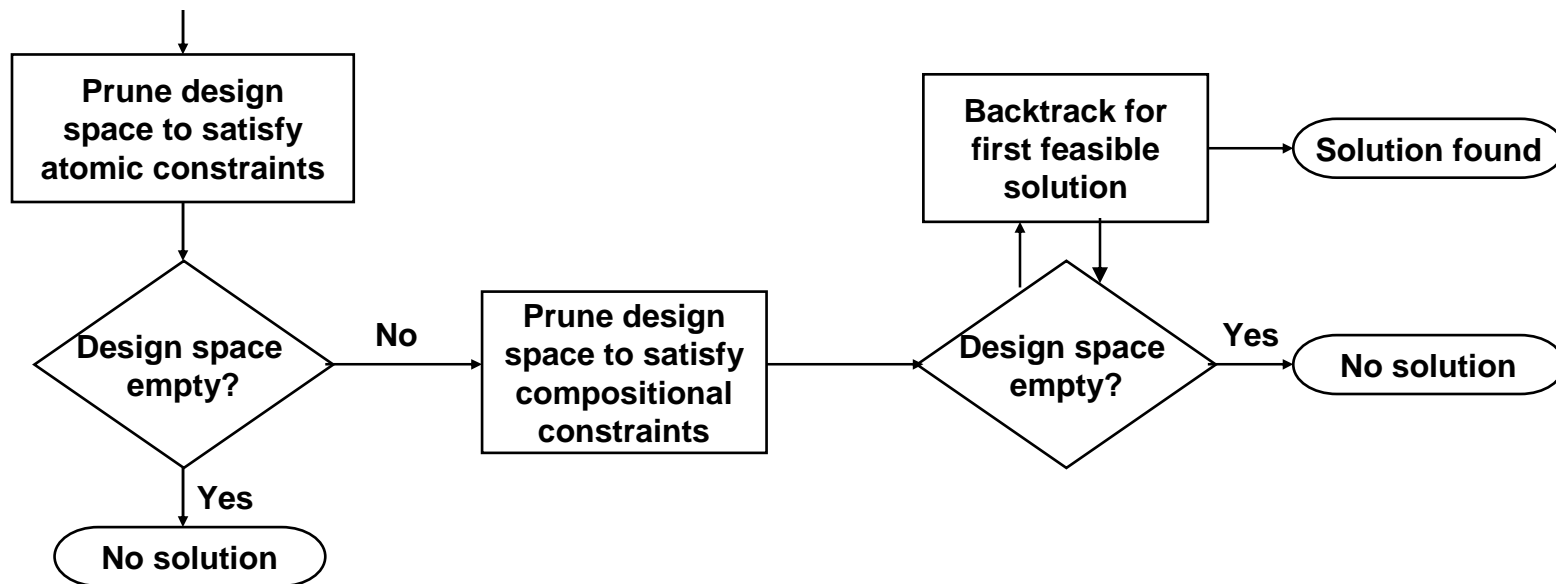 Prune design
space to satisfy
atomic constraints
Design space
empty?
Yes
No solution
No
Prune design
space to satisfy
compositional
constraints
Design space
empty?
Backtrack for
first feasible
solution
Solution found
Yes
No solution